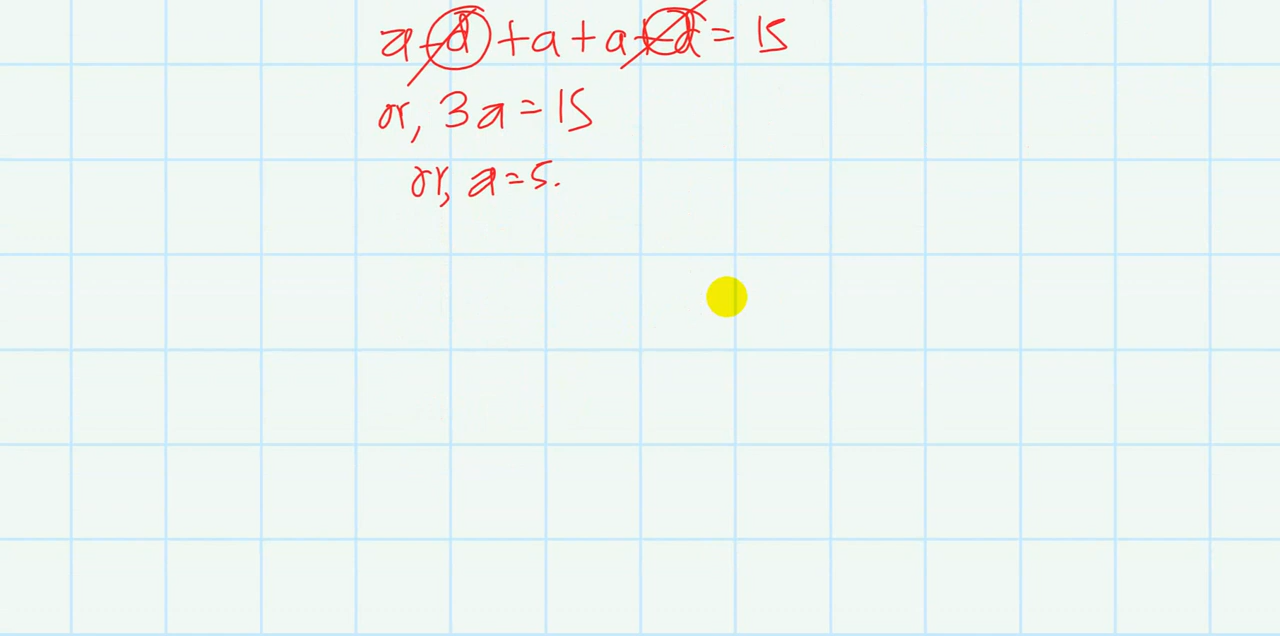 a-d+a+a+d=15
or, 3a=15
or, a=5.